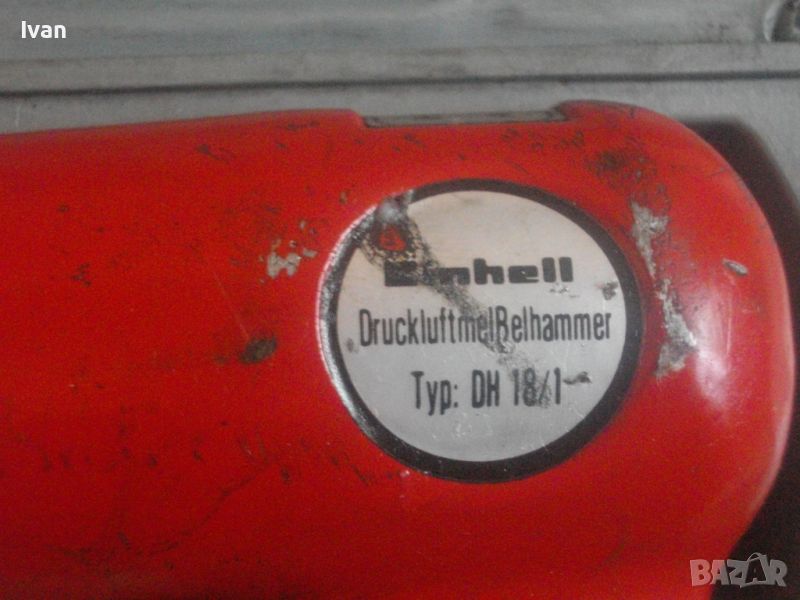 Ivan
Einhell
DruckluftmeißelHammer
Typ: DH 18/1
BAZAR